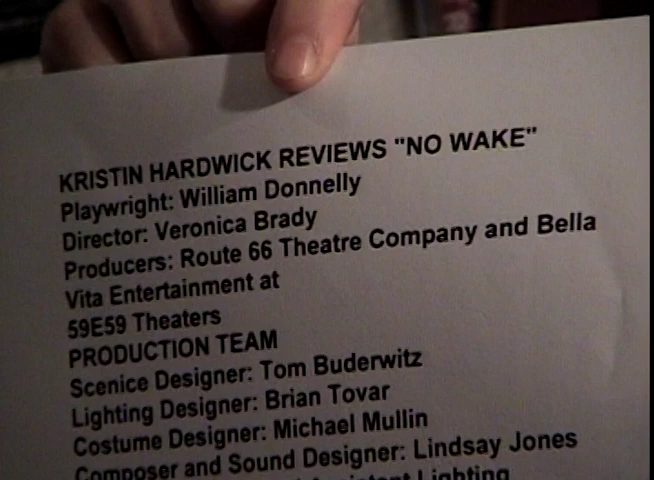 KRISTIN HARDWICK REVIEWS "NO WAKE"
Playwright: William Donnelly
Director: Veronica Brady
Producers: Route 66 Theatre Company and Bella
Vita Entertainment at
59E59 Theaters
PRODUCTION TEAM
Scenice Designer: Tom Buderwitz
Lighting Designer: Brian Tovar
Costume Designer: Michael Mullin
Composer and Sound Designer: Lindsay Jones
Assistant Lighting